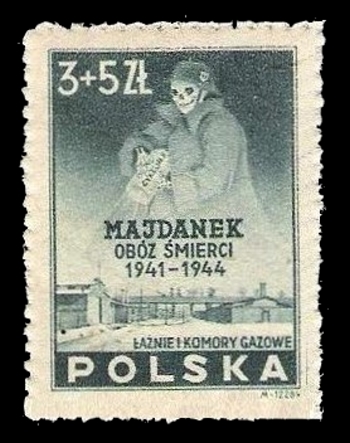 3+5 ZŁ
MAJDANEK
OBÓZ ŚMIERCI
1941-1944
ŁAŹNIE I KOMORY GAZOWE
POLSKA